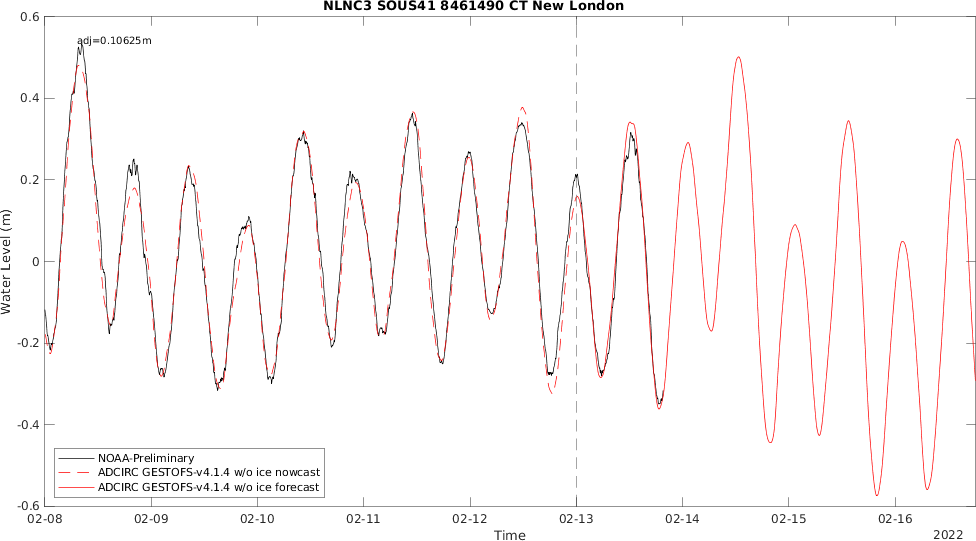 NLNC3 SOUS41 8461490 CT New London
adj=0.10625m
0.6
0.4
0.2
0
-0.2
-0.4
-0.6
Water Level (m)
NOAA-Preliminary
ADCIRC GESTOFS-v4.1.4 w/o ice nowcast
ADCIRC GESTOFS-v4.1.4 w/o ice forecast
02-08 02-09 02-10 02-11 02-12 02-13 02-14 02-15 02-16
Time
2022